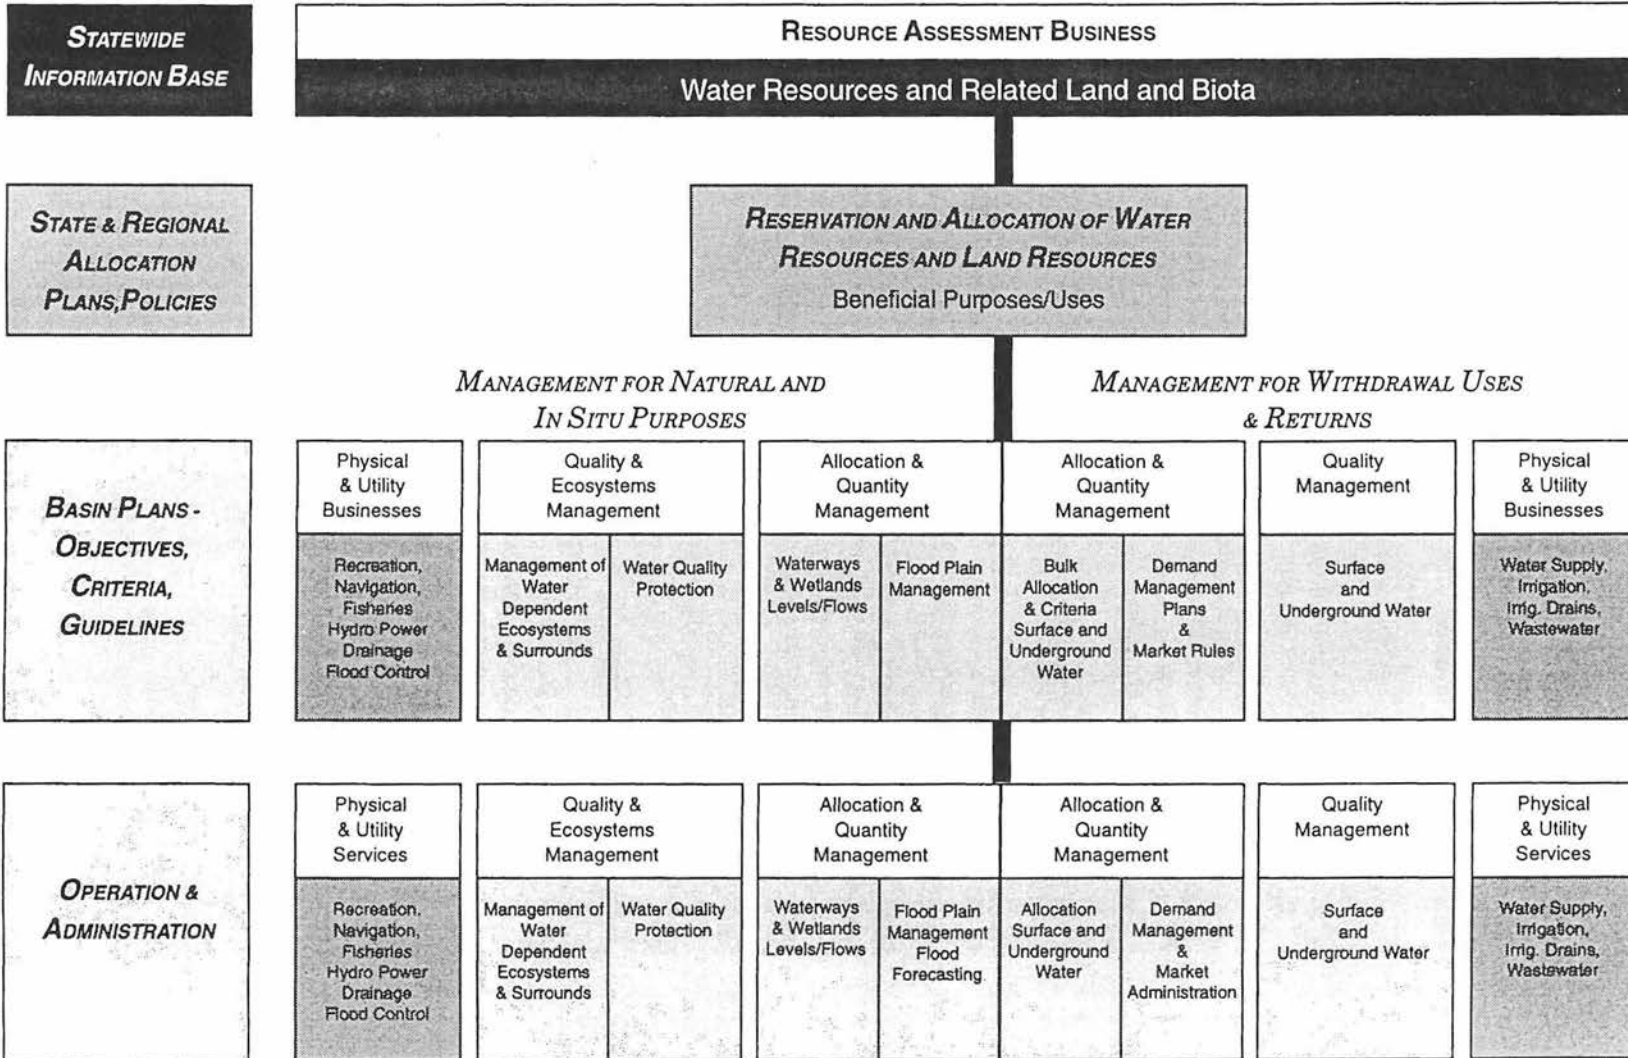 STATEWIDE
INFORMATION BASE
RESOURCE ASSESSMENT BUSINESS
Water Resources and Related Land and Biota
STATE & REGIONAL
ALLOCATION
PLANS,POLICIES
RESERVATION AND ALLOCATION OF WATER
RESOURCES AND LAND RESOURCES
Beneficial Purposes/Uses
MANAGEMENT FOR NATURAL AND
IN SITU PURPOSES
MANAGEMENT FOR WITHDRAWAL USES
& RETURNS
BASIN PLANS -
OBJECTIVES,
CRITERIA,
GUIDELINES
Physical
& Utility
Businesses
Recreation,
Navigation,
Fisheries
Hydro Power
Drainage
Flood Control
Quality &
Ecosystems
Management
Management of
Water
Dependent
Ecosystems
& Surrounds
Water Quality
Protection
Allocation &
Quantity
Management
Waterways
& Wetlands
Levels/Flows
Flood Plain
Management
Allocation &
Quantity
Management
Bulk
Allocation
& Criteria
Surface and
Underground
Water
Demand
Management
Plans
&
Market Rules
Quality
Management
Surface
and
Underground Water
Physical
& Utility
Businesses
Water Supply,
Irrigation,
Irrig. Drains,
Wastewater
OPERATION &
ADMINISTRATION
Physical
& Utility
Services
Recreation,
Navigation,
Fisheries
Hydro Power
Drainage
Flood Control
Quality &
Ecosystems
Management
Management of
Water
Dependent
Ecosystems
& Surrounds
Water Quality
Protection
Allocation &
Quantity
Management
Waterways
& Wetlands
Levels/Flows
Flood Plain
Management
Flood
Forecasting
Allocation &
Quantity
Management
Allocation
Surface and
Underground
Water
Demand
Management
&
Market
Administration
Quality
Management
Surface
and
Underground Water
Physical
& Utility
Services
Water Supply,
Irrigation,
Irrig. Drains,
Wastewater